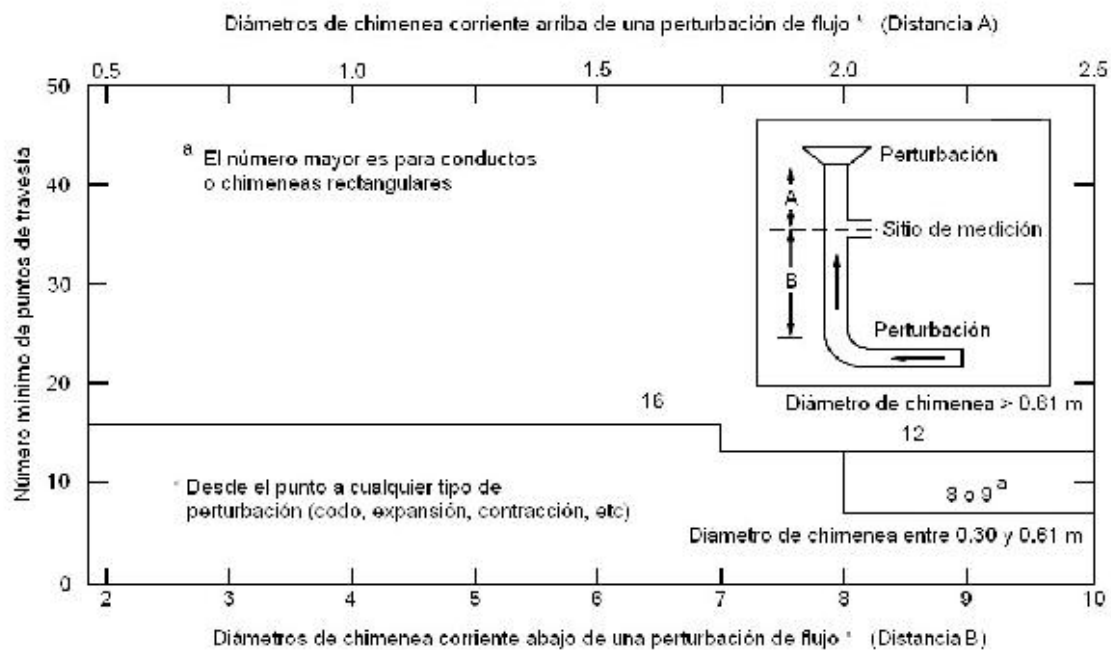 Diámetros de chimenea corriente arriba de una perturbación de flujo * (Distancia A)
0.5 1.0 1.5 2.0 2.5
50
40
30
20
10
0
Número mínimo de puntos de travesía
a El número mayor es para conductos
o chimeneas rectangulares
Perturbación
A
Sitio de medición
B
Perturbación
Diámetro de chimenea > 0.61 m
16
12
* Desde el punto a cualquier tipo de
perturbación (codo, expansión, contracción, etc)
8 o 9 a
Diámetro de chimenea entre 0.30 y 0.61 m
2 3 4 5 6 7 8 9 10
Diámetros de chimenea corriente abajo de una perturbación de flujo * (Distancia B)